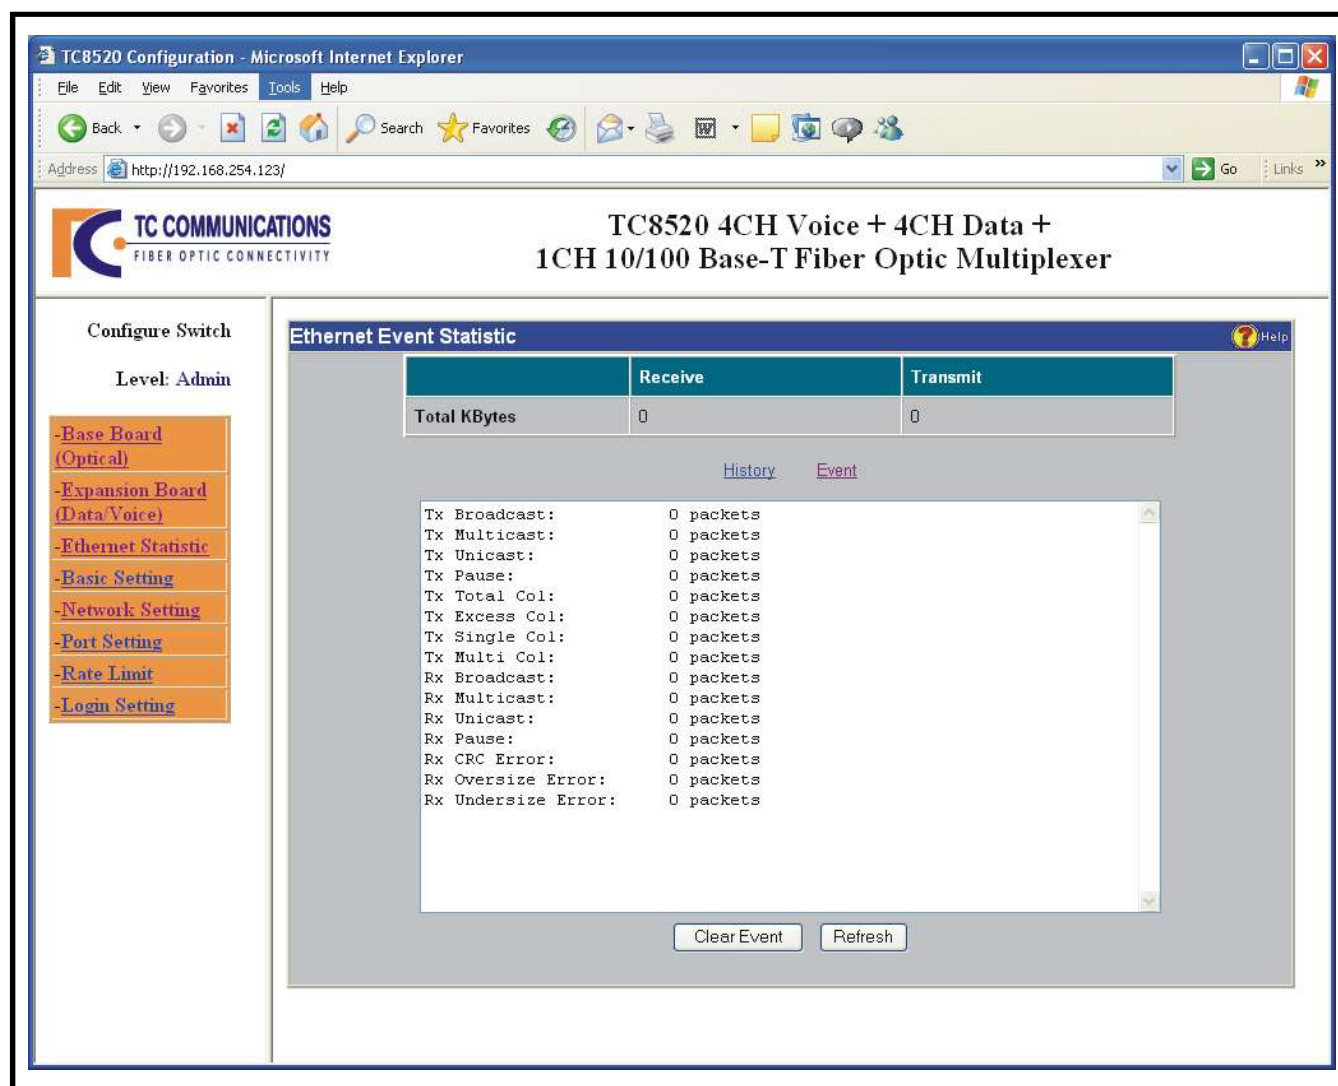 TC8520 Configuration - Microsoft Internet Explorer
File Edit View Favorites Tools Help
Back Search Favorites
Address http://192.168.254.123/ Go Links »
TC COMMUNICATIONS
FIBER OPTIC CONNECTIVITY
TC8520 4CH Voice + 4CH Data +
1CH 10/100 Base-T Fiber Optic Multiplexer
Configure Switch
Level: Admin
-Base Board
(Optical)
-Expansion Board
(Data/Voice)
-Ethernet Statistic
-Basic Setting
-Network Setting
-Port Setting
-Rate Limit
-Login Setting
Ethernet Event Statistic ? Help
Receive Transmit
Total KBytes 0 0
History Event
Tx Broadcast: 0 packets
Tx Multicast: 0 packets
Tx Unicast: 0 packets
Tx Pause: 0 packets
Tx Total Col: 0 packets
Tx Excess Col: 0 packets
Tx Single Col: 0 packets
Tx Multi Col: 0 packets
Rx Broadcast: 0 packets
Rx Multicast: 0 packets
Rx Unicast: 0 packets
Rx Pause: 0 packets
Rx CRC Error: 0 packets
Rx Oversize Error: 0 packets
Rx Undersize Error: 0 packets
Clear Event Refresh